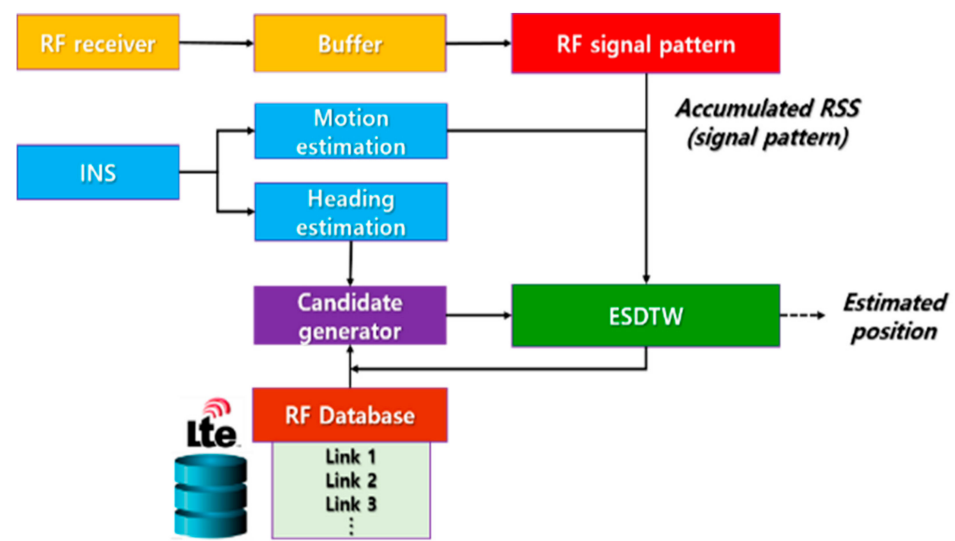 RF receiver
Buffer
RF signal pattern
Accumulated RSS
(signal pattern)
Motion
estimation
INS
Heading
estimation
Candidate
generator
ESDTW
Estimated
position
RF Database
Lte
Link 1
Link 2
Link 3
⋮